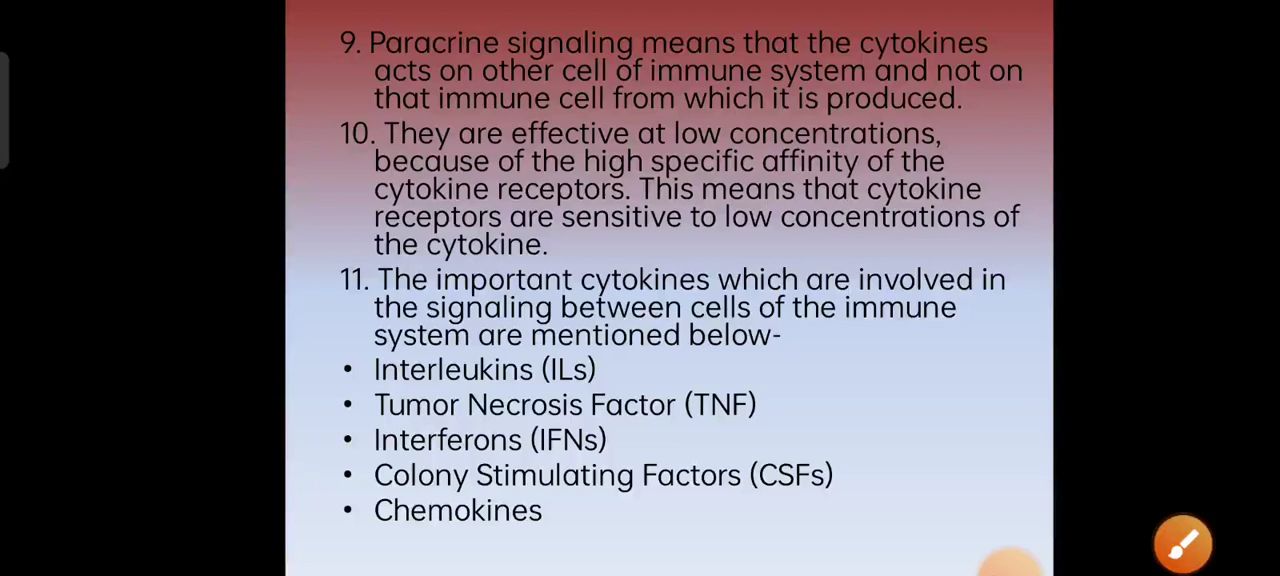 9. Paracrine signaling means that the cytokines
acts on other cell of immune system and not on
that immune cell from which it is produced.
10. They are effective at low concentrations,
because of the high specific affinity of the
cytokine receptors. This means that cytokine
receptors are sensitive to low concentrations of
the cytokine.
11. The important cytokines which are involved in
the signaling between cells of the immune
system are mentioned below-
• Interleukins (ILs)
• Tumor Necrosis Factor (TNF)
• Interferons (IFNs)
• Colony Stimulating Factors (CSFs)
• Chemokines